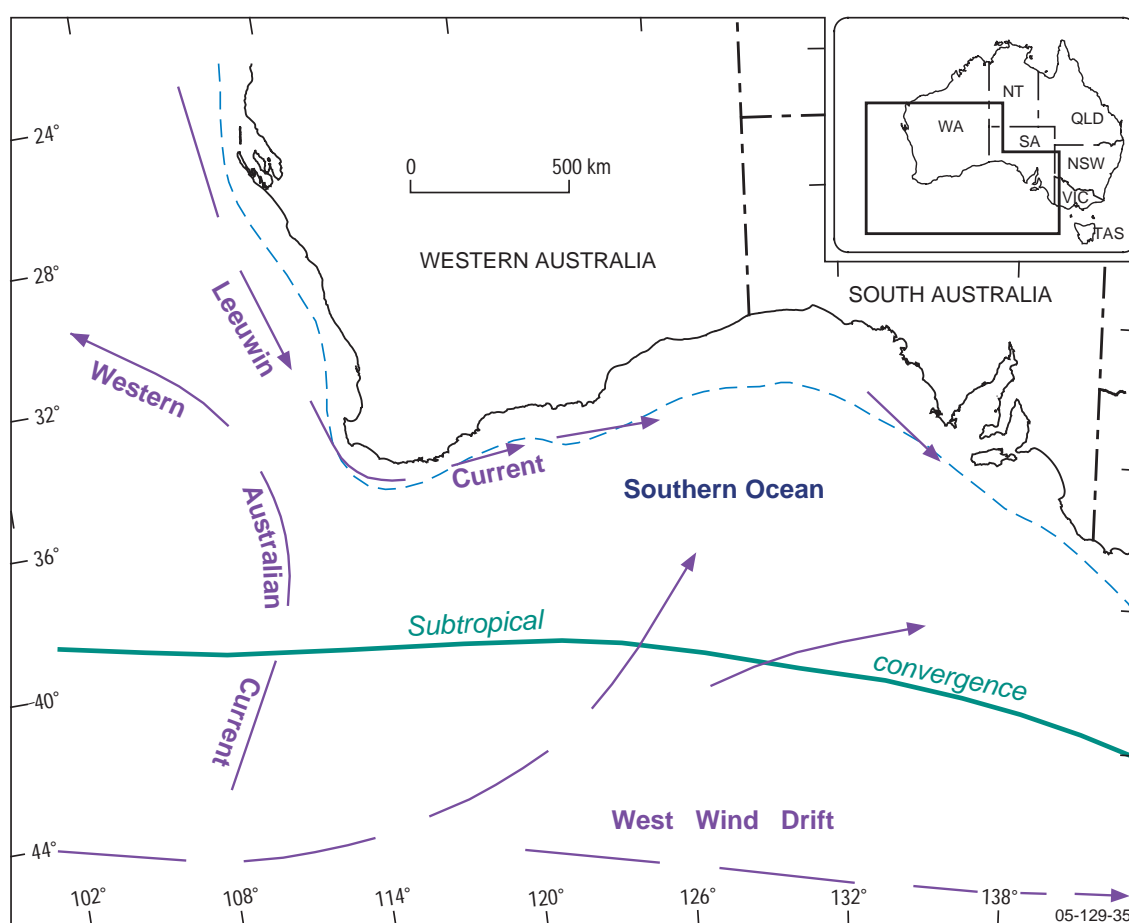 NT
WA
QLD
SA
NSW
VIC
TAS
24°
0 500 km
WESTERN AUSTRALIA
SOUTH AUSTRALIA
28°
Leeuwin
Western
32°
Current
Southern Ocean
Australian
36°
Subtropical
convergence
Current
40°
West Wind Drift
44°
102° 108° 114° 120° 126° 132° 138°
05-129-35